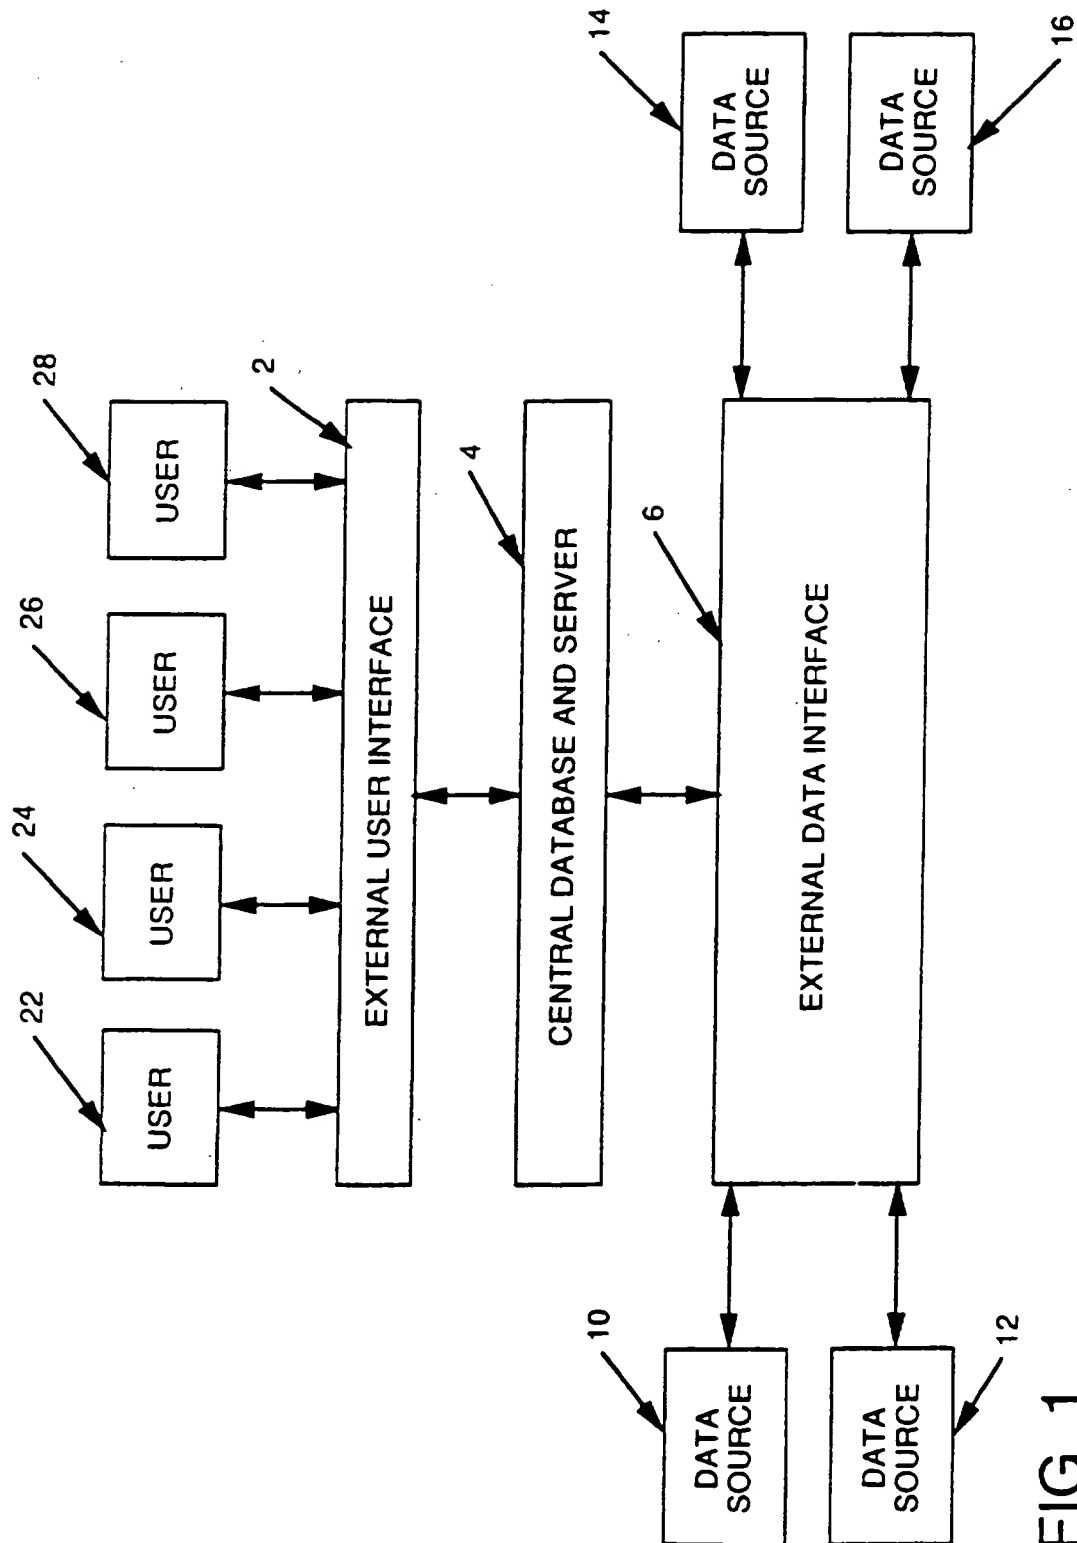 22
24
26
28
USER
USER
USER
USER
2
EXTERNAL USER INTERFACE
4
CENTRAL DATABASE AND SERVER
6
EXTERNAL DATA INTERFACE
10
DATA
SOURCE
14
DATA
SOURCE
DATA
SOURCE
12
DATA
SOURCE
16
FIG. 1